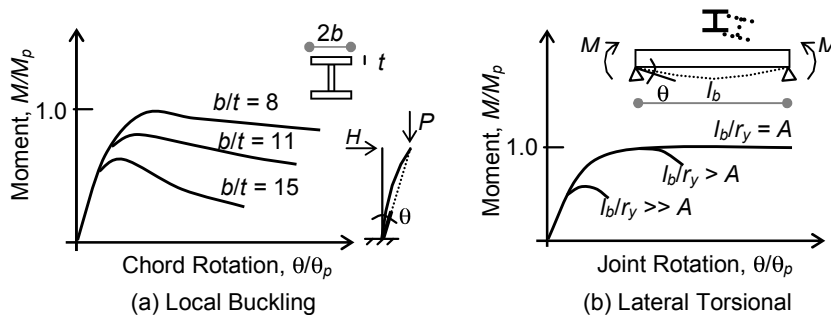 2b
t
Moment, M/Mp
1.0
b/t = 8
b/t = 11
b/t = 15
H
P
θ
Chord Rotation, θ/θp
(a) Local Buckling
M
M
θ
lb
Moment, M/Mp
1.0
lb/ry = A
lb/ry > A
lb/ry >> A
Joint Rotation, θ/θp
(b) Lateral Torsional